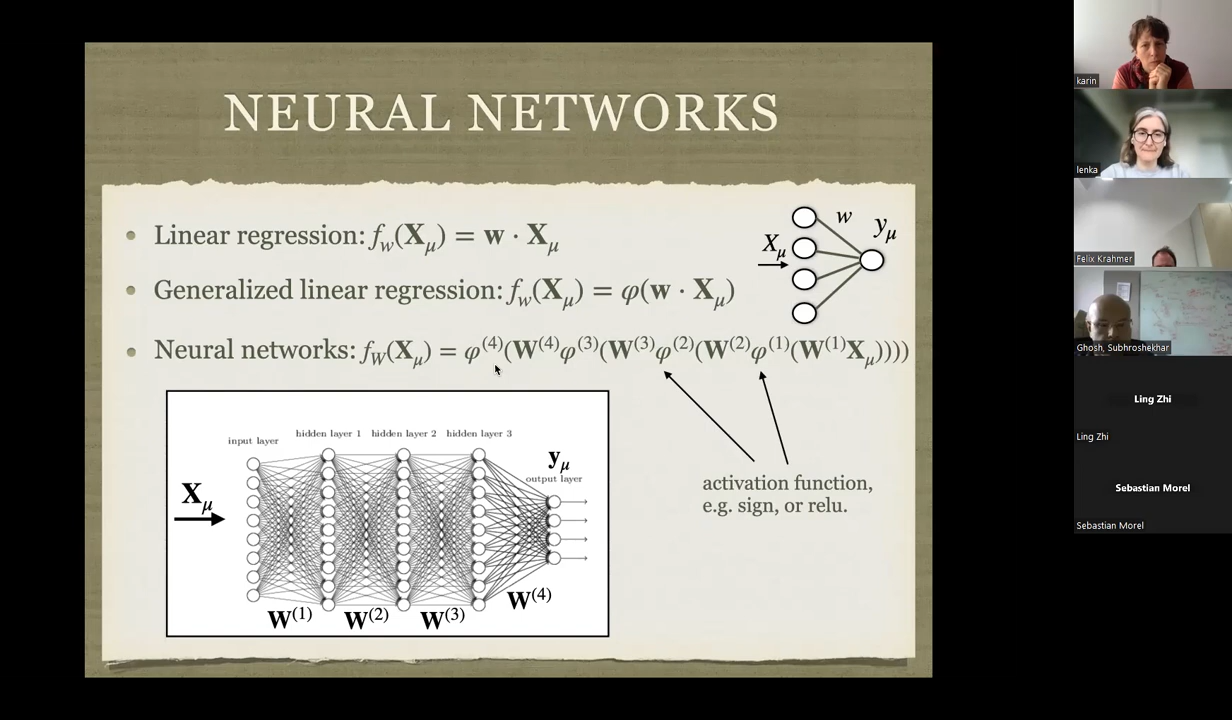 NEURAL NETWORKS
• Linear regression: f_w(X_μ) = w · X_μ
• Generalized linear regression: f_w(X_μ) = φ(w · X_μ)
• Neural networks: f_W(X_μ) = φ^(4)(W^(4)φ^(3)(W^(3)φ^(2)(W^(2)φ^(1)(W^(1)X_μ))))
w
y_μ
X_μ
activation function,
e.g. sign, or relu.
input layer
hidden layer 1
hidden layer 2
hidden layer 3
y_μ
output layer
X_μ
W^(1)
W^(2)
W^(3)
W^(4)
karin
lenka
Felix Krahmer
Ghosh, Subhroshekhar
Ling Zhi
Ling Zhi
Sebastian Morel
Sebastian Morel